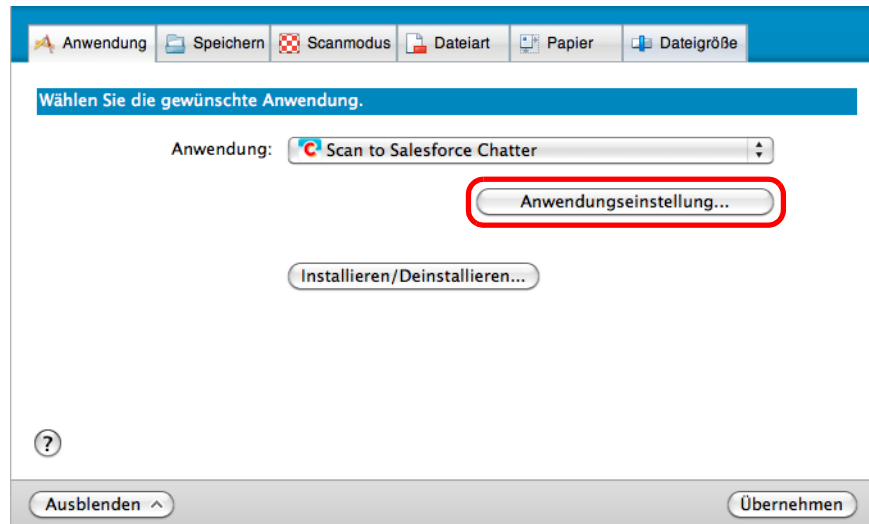 Anwendung Speichern Scanmodus Dateiart Papier Dateigröße
Wählen Sie die gewünschte Anwendung.
Anwendung: C Scan to Salesforce Chatter
Anwendungseinstellung...
Installieren/Deinstallieren...
?
Ausblenden Übernehmen